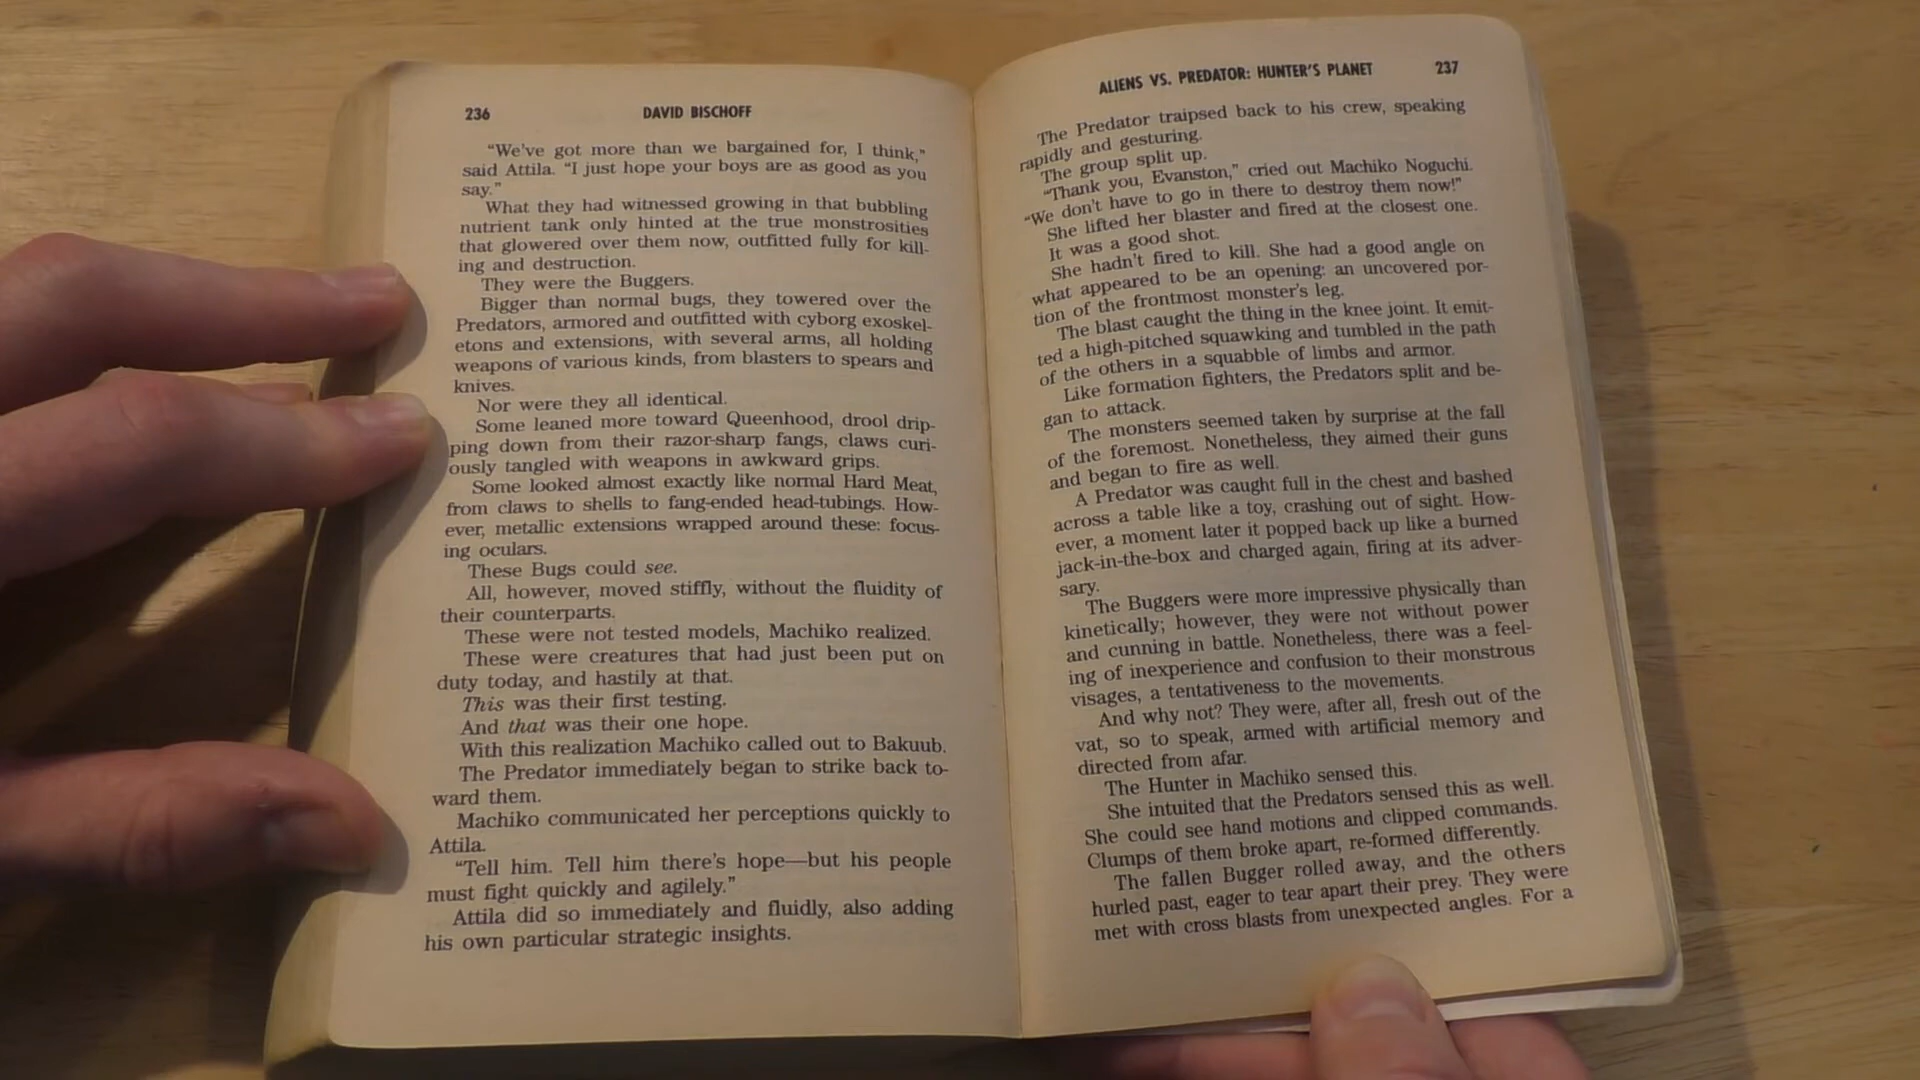 236
DAVID BISCHOFF
"We've got more than we bargained for, I think,"
said Attila. "I just hope your boys are as good as you
say."
What they had witnessed growing in that bubbling
nutrient tank only hinted at the true monstrosities
that glowered over them now, outfitted fully for kill-
ing and destruction.
They were the Buggers.
Bigger than normal bugs, they towered over the
Predators, armored and outfitted with cyborg exoskel-
etons and extensions, with several arms, all holding
weapons of various kinds, from blasters to spears and
knives.
Nor were they all identical.
Some leaned more toward Queenhood, drool drip-
ping down from their razor-sharp fangs, claws curi-
ously tangled with weapons in awkward grips.
Some looked almost exactly like normal Hard Meat,
from claws to shells to fang-ended head-tubings. How-
ever, metallic extensions wrapped around these: focus-
ing oculars.
These Bugs could see.
All, however, moved stiffly, without the fluidity of
their counterparts.
These were not tested models, Machiko realized.
These were creatures that had just been put on
duty today, and hastily at that.
This was their first testing.
And that was their one hope.
With this realization Machiko called out to Bakuub.
The Predator immediately began to strike back to-
ward them.
Machiko communicated her perceptions quickly to
Attila.
"Tell him. Tell him there's hope—but his people
must fight quickly and agilely."
Attila did so immediately and fluidly, also adding
his own particular strategic insights.
ALIENS VS. PREDATOR: HUNTER'S PLANET
237
The Predator traipsed back to his crew, speaking
rapidly and gesturing.
The group split up.
"Thank you, Evanston," cried out Machiko Noguchi.
"We don't have to go in there to destroy them now!"
She lifted her blaster and fired at the closest one.
It was a good shot.
She hadn't fired to kill. She had a good angle on
what appeared to be an opening: an uncovered por-
tion of the frontmost monster's leg.
The blast caught the thing in the knee joint. It emit-
ted a high-pitched squawking and tumbled in the path
of the others in a squabble of limbs and armor.
Like formation fighters, the Predators split and be-
gan to attack.
The monsters seemed taken by surprise at the fall
of the foremost. Nonetheless, they aimed their guns
and began to fire as well.
A Predator was caught full in the chest and bashed
across a table like a toy, crashing out of sight. How-
ever, a moment later it popped back up like a burned
jack-in-the-box and charged again, firing at its adver-
sary.
The Buggers were more impressive physically than
kinetically; however, they were not without power
and cunning in battle. Nonetheless, there was a feel-
ing of inexperience and confusion to their monstrous
visages, a tentativeness to the movements.
And why not? They were, after all, fresh out of the
vat, so to speak, armed with artificial memory and
directed from afar.
The Hunter in Machiko sensed this.
She intuited that the Predators sensed this as well.
She could see hand motions and clipped commands.
Clumps of them broke apart, re-formed differently.
The fallen Bugger rolled away, and the others
hurled past, eager to tear apart their prey. They were
met with cross blasts from unexpected angles. For a